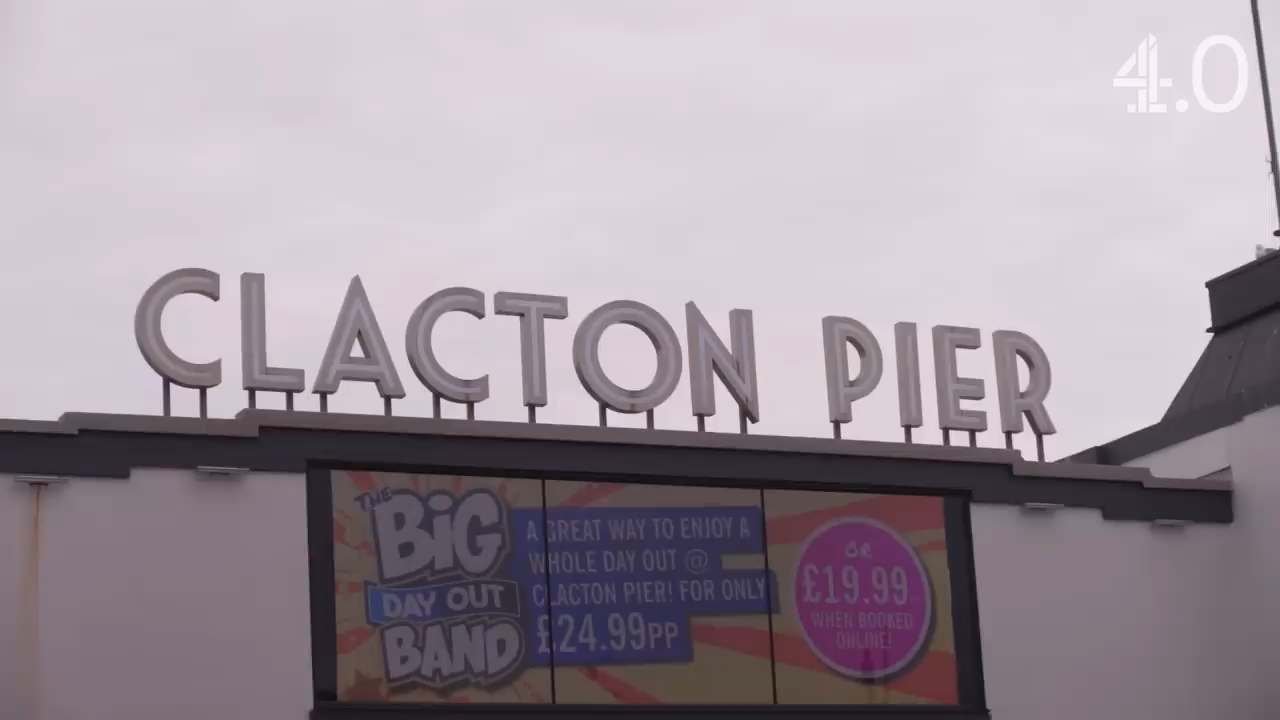 4.0
CLACTON PIER
THE
BiG
DAY OUT
BAND
A GREAT WAY TO ENJOY A
WHOLE DAY OUT @
CLACTON PIER! FOR ONLY
£24.99PP
OR
£19.99
WHEN BOOKED
ONLINE!